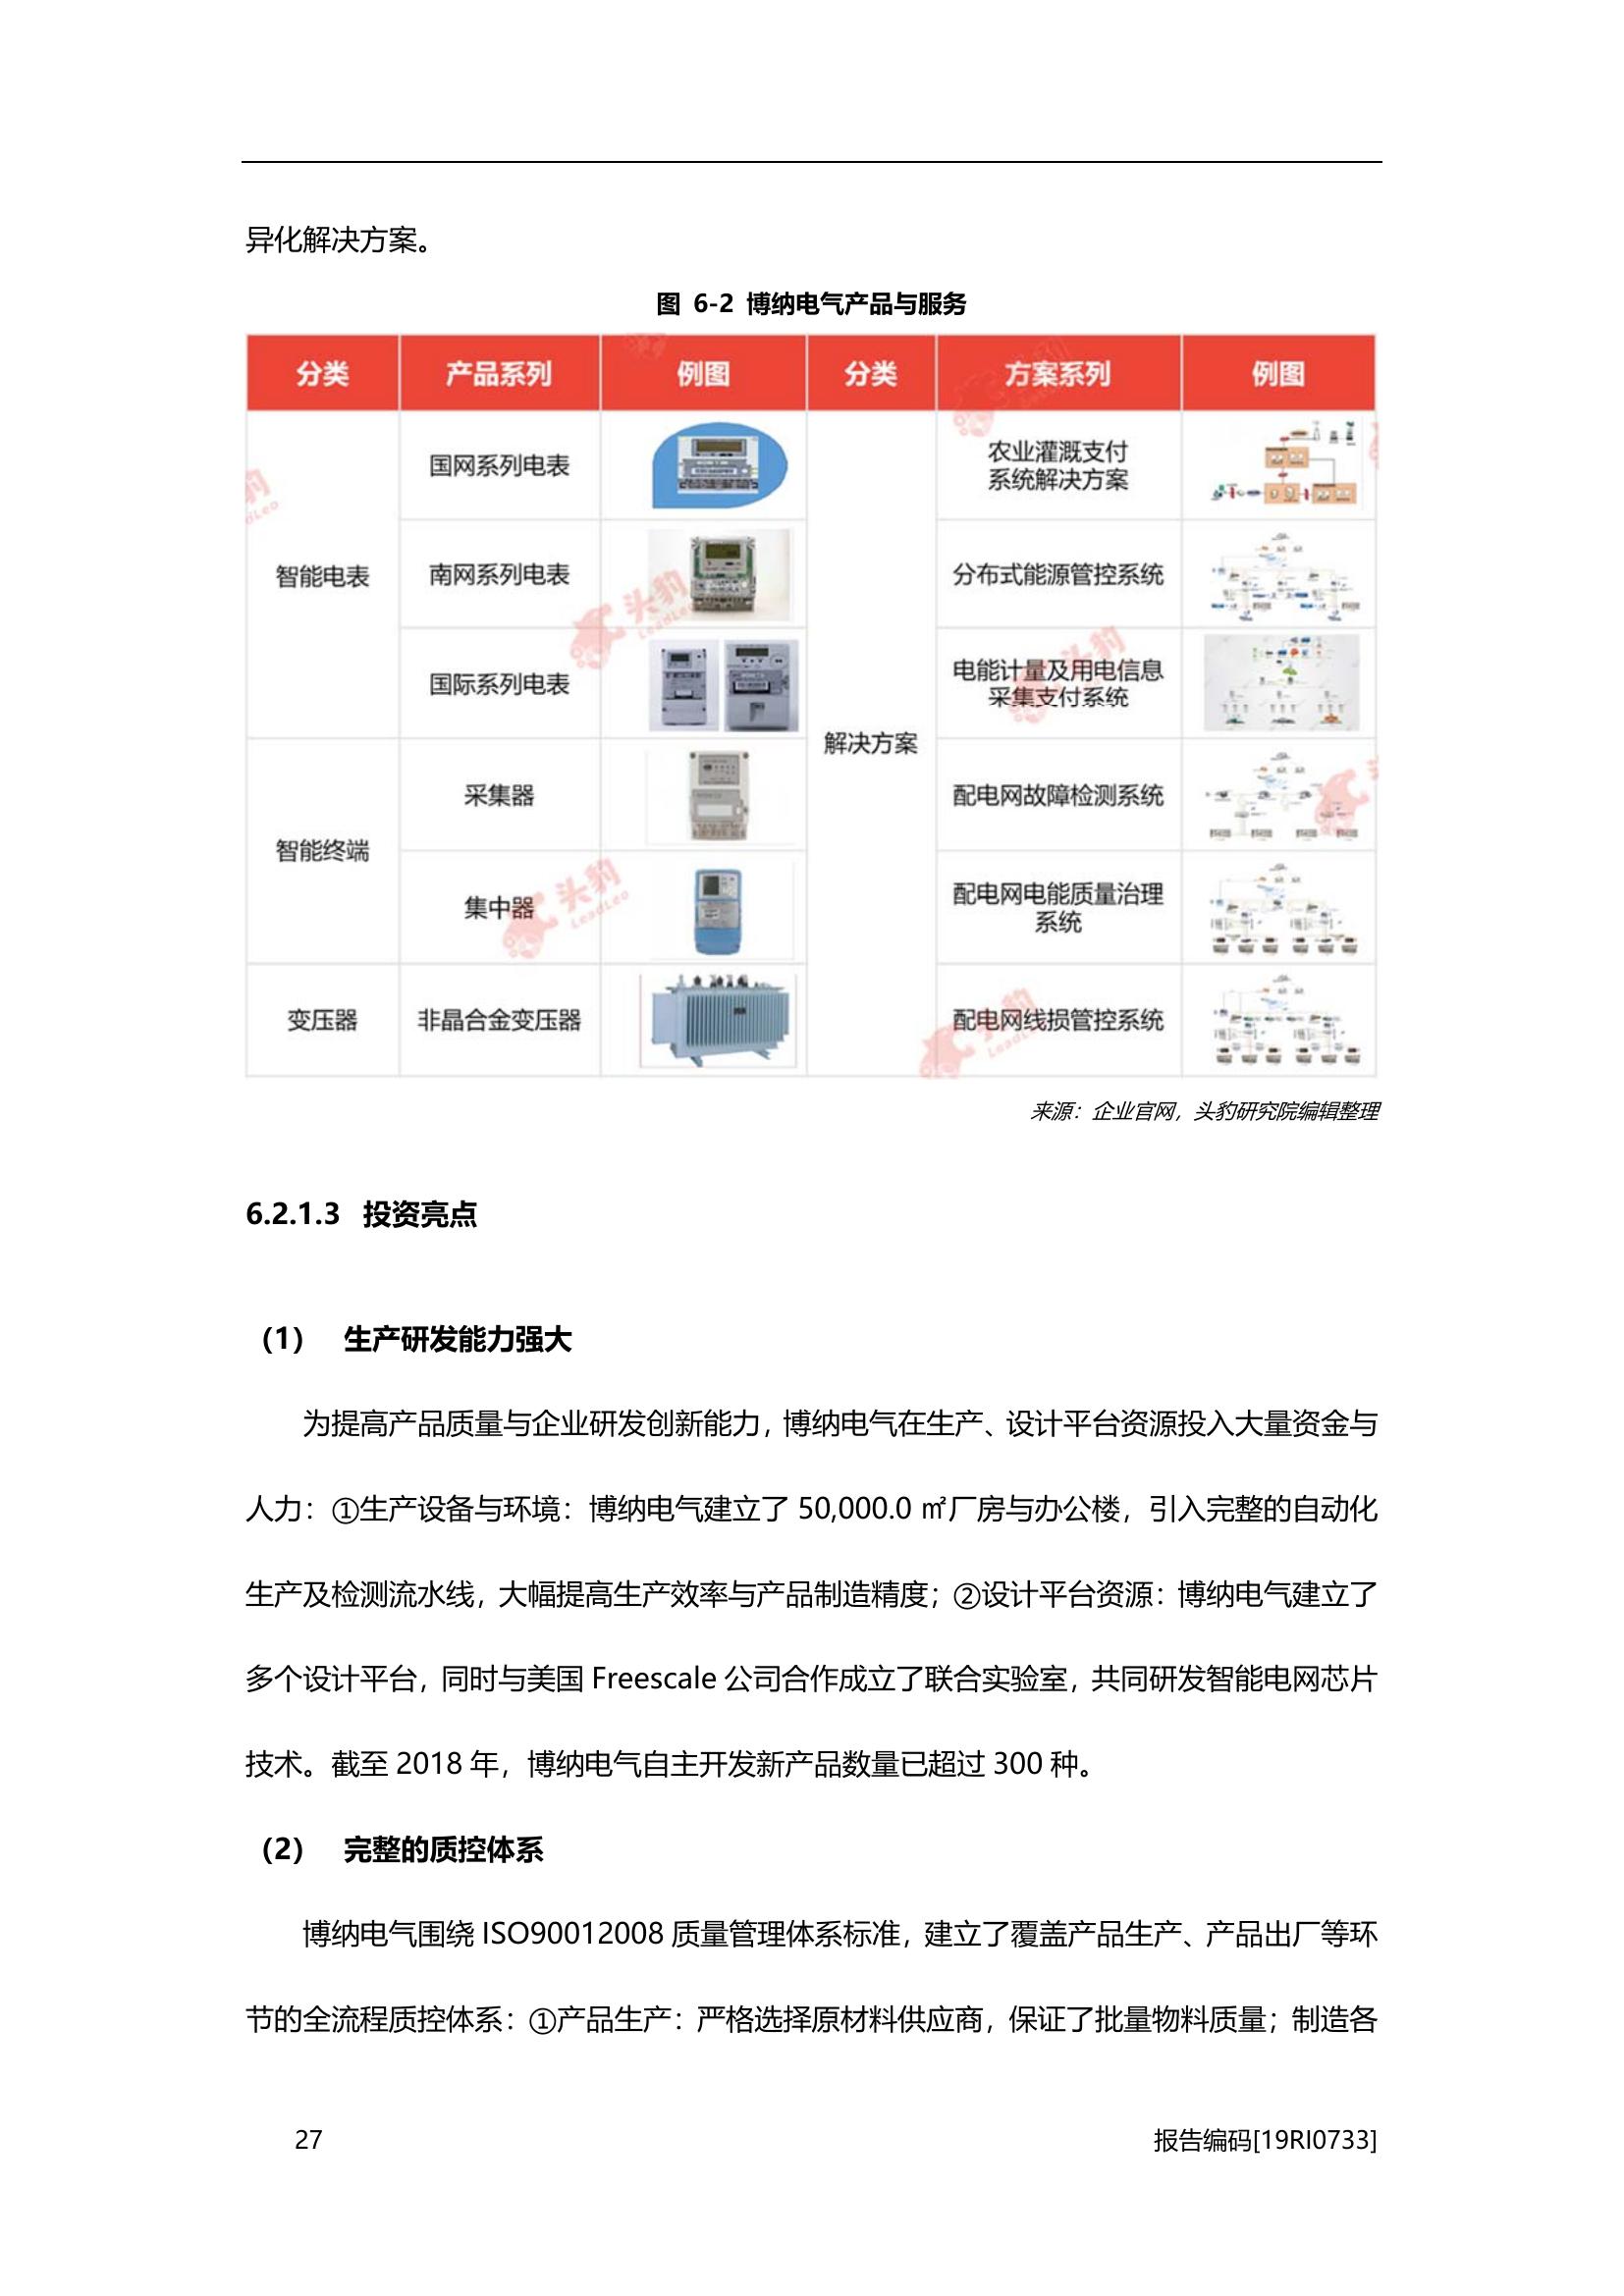 异化解决方案。
图 6-2 博纳电气产品与服务
分类 产品系列 例图 分类 方案系列 例图
智能电表
国网系列电表
南网系列电表
国际系列电表
智能终端
采集器
集中器
变压器
非晶合金变压器
解决方案
农业灌溉支付
系统解决方案
分布式能源管控系统
电能计量及用电信息
采集支付系统
配电网故障检测系统
配电网电能质量治理
系统
配电网线损管控系统
头豹
LeadLeo
来源：企业官网，头豹研究院编辑整理
6.2.1.3 投资亮点
（1） 生产研发能力强大
为提高产品质量与企业研发创新能力，博纳电气在生产、设计平台资源投入大量资金与
人力：①生产设备与环境：博纳电气建立了 50,000.0 ㎡厂房与办公楼，引入完整的自动化
生产及检测流水线，大幅提高生产效率与产品制造精度；②设计平台资源：博纳电气建立了
多个设计平台，同时与美国 Freescale 公司合作成立了联合实验室，共同研发智能电网芯片
技术。截至 2018 年，博纳电气自主开发新产品数量已超过 300 种。
（2） 完整的质控体系
博纳电气围绕 ISO90012008 质量管理体系标准，建立了覆盖产品生产、产品出厂等环
节的全流程质控体系：①产品生产：严格选择原材料供应商，保证了批量物料质量；制造各
27 报告编码[19RI0733]